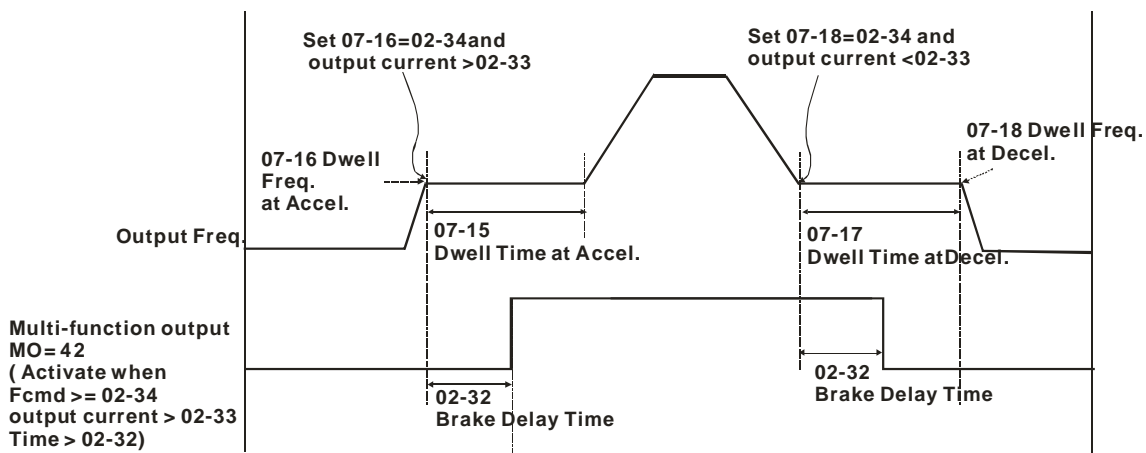 Set 07-16=02-34and
output current >02-33
Set 07-18=02-34 and
output current <02-33
07-16 Dwell
Freq.
at Accel.
07-18 Dwell Freq.
at Decel.
Output Freq.
07-15
Dwell Time at Accel.
07-17
Dwell Time atDecel.
Multi-function output
MO=42
( Activate when
Fcmd >= 02-34
output current > 02-33
Time > 02-32)
02-32
Brake Delay Time
02-32
Brake Delay Time